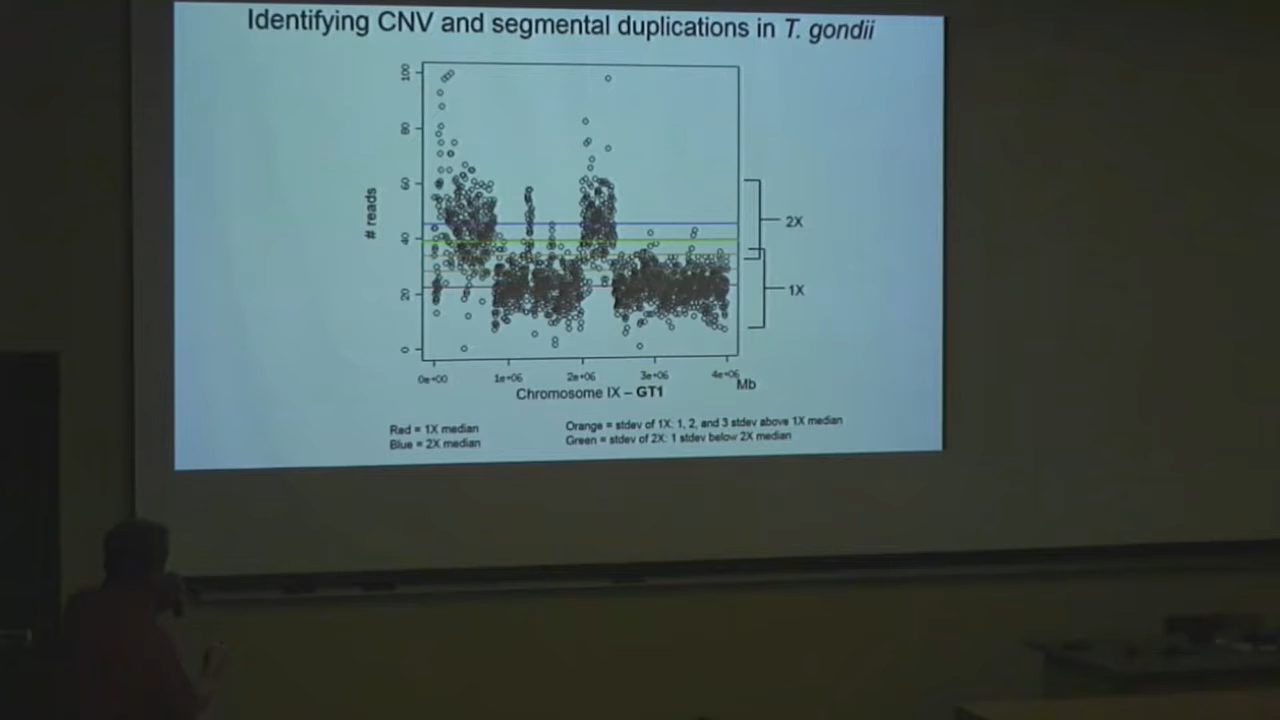 Identifying CNV and segmental duplications in T. gondii
100
80
60
40
20
0
# reads
2X
1X
0e+00 1e+06 2e+06 3e+06 4e+06
Mb
Chromosome IX – GT1
Red = 1X median
Blue = 2X median
Orange = stdev of 1X: 1, 2, and 3 stdev above 1X median
Green = stdev of 2X: 1 stdev below 2X median